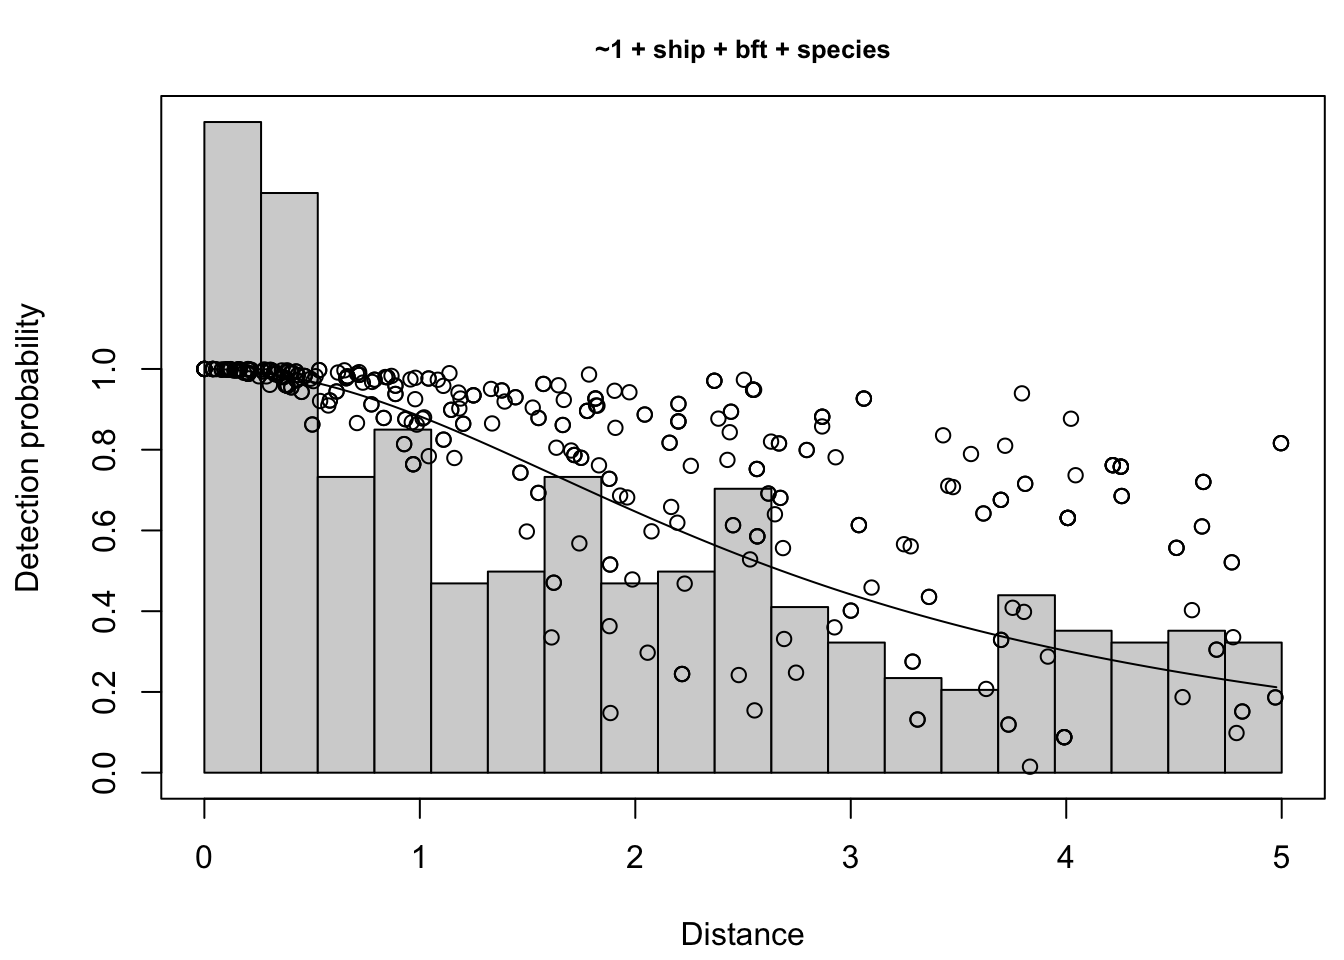 ~1 + ship + bft + species
Detection probability
1.0
0.8
0.6
0.4
0.2
0.0
0 1 2 3 4 5
Distance